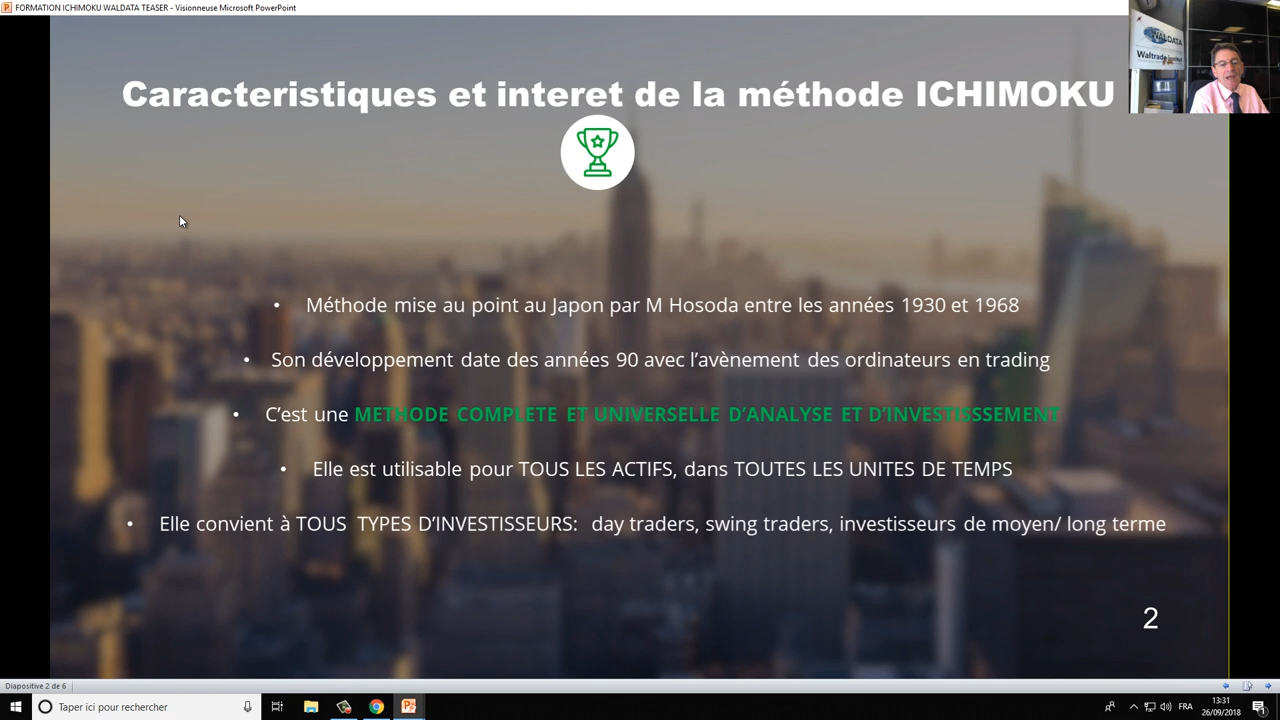 FORMATION ICHIMOKU WALDATA TEASER - Visionneuse Microsoft PowerPoint
WALDATA
Caracteristiques et interet de la méthode ICHIMOKU
• Méthode mise au point au Japon par M Hosoda entre les années 1930 et 1968
• Son développement date des années 90 avec l’avènement des ordinateurs en trading
• C’est une METHODE COMPLETE ET UNIVERSELLE D’ANALYSE ET D’INVESTISSSEMENT
• Elle est utilisable pour TOUS LES ACTIFS, dans TOUTES LES UNITES DE TEMPS
• Elle convient à TOUS TYPES D’INVESTISSEURS: day traders, swing traders, investisseurs de moyen/ long terme
2
Diapositive 2 de 6
Taper ici pour rechercher
FRA
13:31
26/09/2018
1